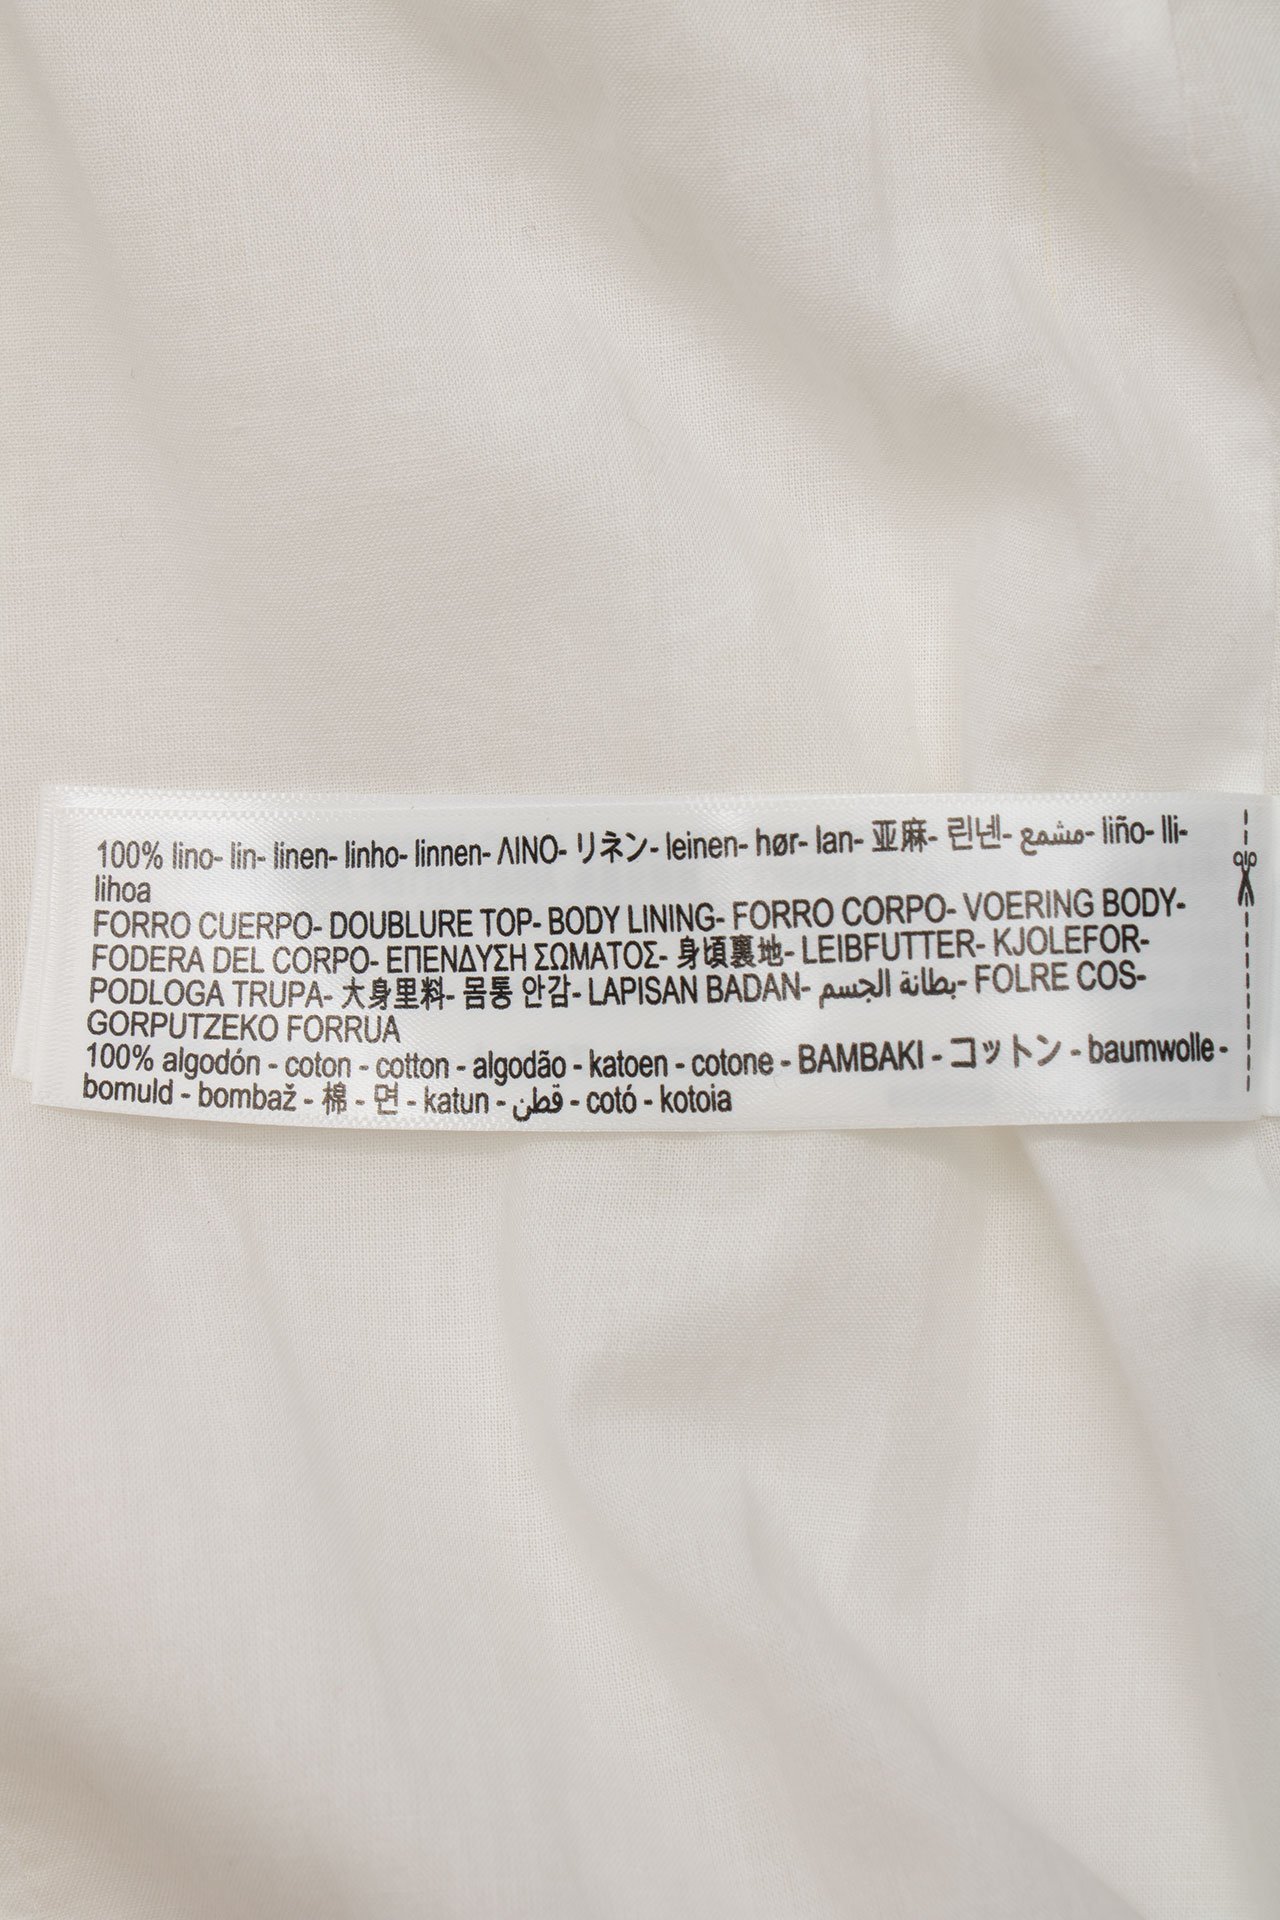 100% lino- lin- linen- linho- linnen- ΛΙΝΟ- リネン- leinen- hør- lan- 亚麻- 린넨- مشمع- liño- lli-
lihoa
FORRO CUERPO- DOUBLURE TOP- BODY LINING- FORRO CORPO- VOERING BODY-
FODERA DEL CORPO- ΕΠΕΝΔΥΣΗ ΣΩΜΑΤΟΣ- 身頃裏地- LEIBFUTTER- KJOLEFOR-
PODLOGA TRUPA- 大身里料- 몸통 안감- LAPISAN BADAN- بطانة الجسم- FOLRE COS-
GORPUTZEKO FORRUA
100% algodón - coton - cotton - algodão - katoen - cotone - BAMBAKI - コットン - baumwolle -
bomuld - bombaž - 棉 - 면 - katun - قطن - cotó - kotoia